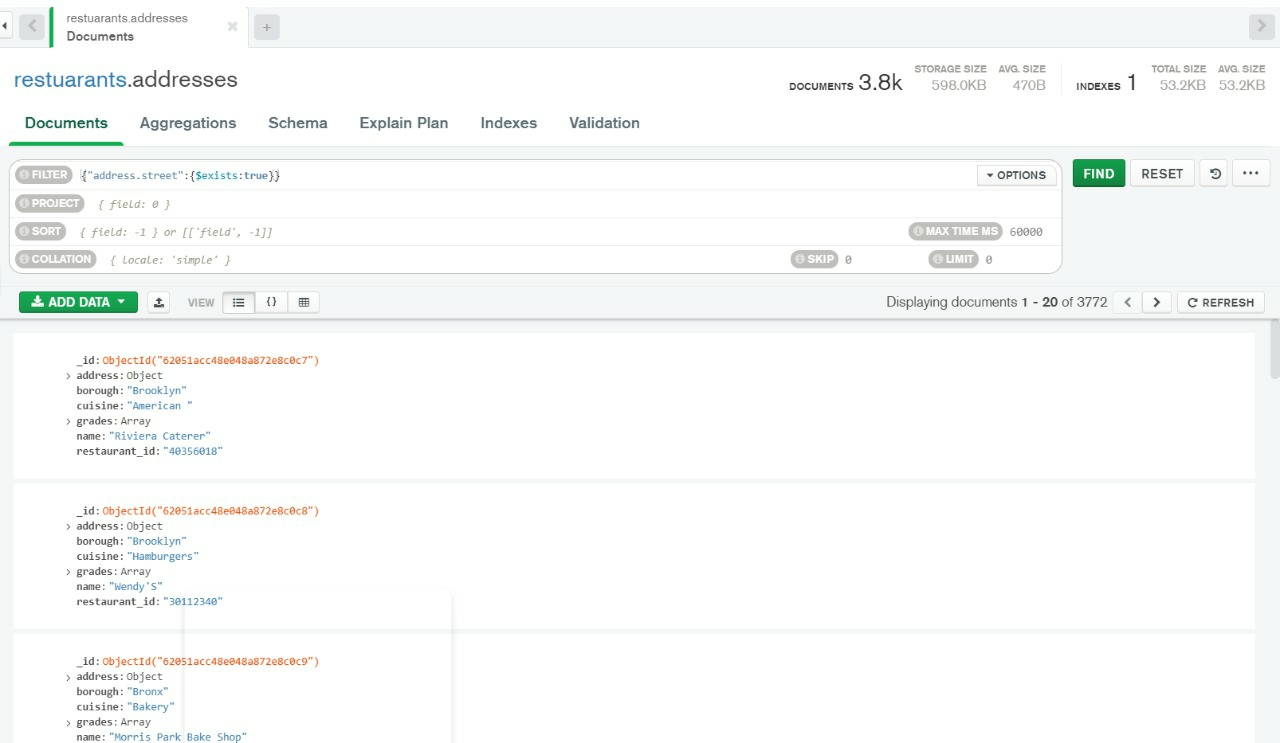 restuarants.addresses
Documents
restuarants.addresses
DOCUMENTS 3.8k STORAGE SIZE 598.0KB AVG. SIZE 470B INDEXES 1 TOTAL SIZE 53.2KB AVG. SIZE 53.2KB
Documents Aggregations Schema Explain Plan Indexes Validation
FILTER {"address.street":{$exists:true}} OPTIONS FIND RESET
PROJECT { field: 0 }
SORT { field: -1 } or [['field', -1]] MAX TIME MS 60000
COLLATION { locale: 'simple' } SKIP 0 LIMIT 0
ADD DATA VIEW {} Displaying documents 1 - 20 of 3772 REFRESH
_id: ObjectId("62051acc48e048a872e8c0c7")
address: Object
borough: "Brooklyn"
cuisine: "American "
grades: Array
name: "Riviera Caterer"
restaurant_id: "40356018"
_id: ObjectId("62051acc48e048a872e8c0c8")
address: Object
borough: "Brooklyn"
cuisine: "Hamburgers"
grades: Array
name: "Wendy'S"
restaurant_id: "30112340"
_id: ObjectId("62051acc48e048a872e8c0c9")
address: Object
borough: "Bronx"
cuisine: "Bakery"
grades: Array
name: "Morris Park Bake Shop"